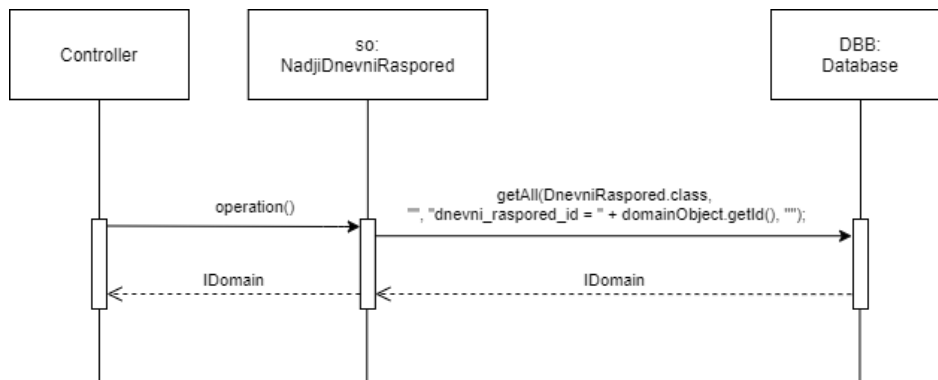 Controller
so:
NadjiDnevniRaspored
DBB:
Database
operation()
getAll(DnevniRaspored.class,
"", "dnevni_raspored_id = " + domainObject.getId(), "");
IDomain
IDomain